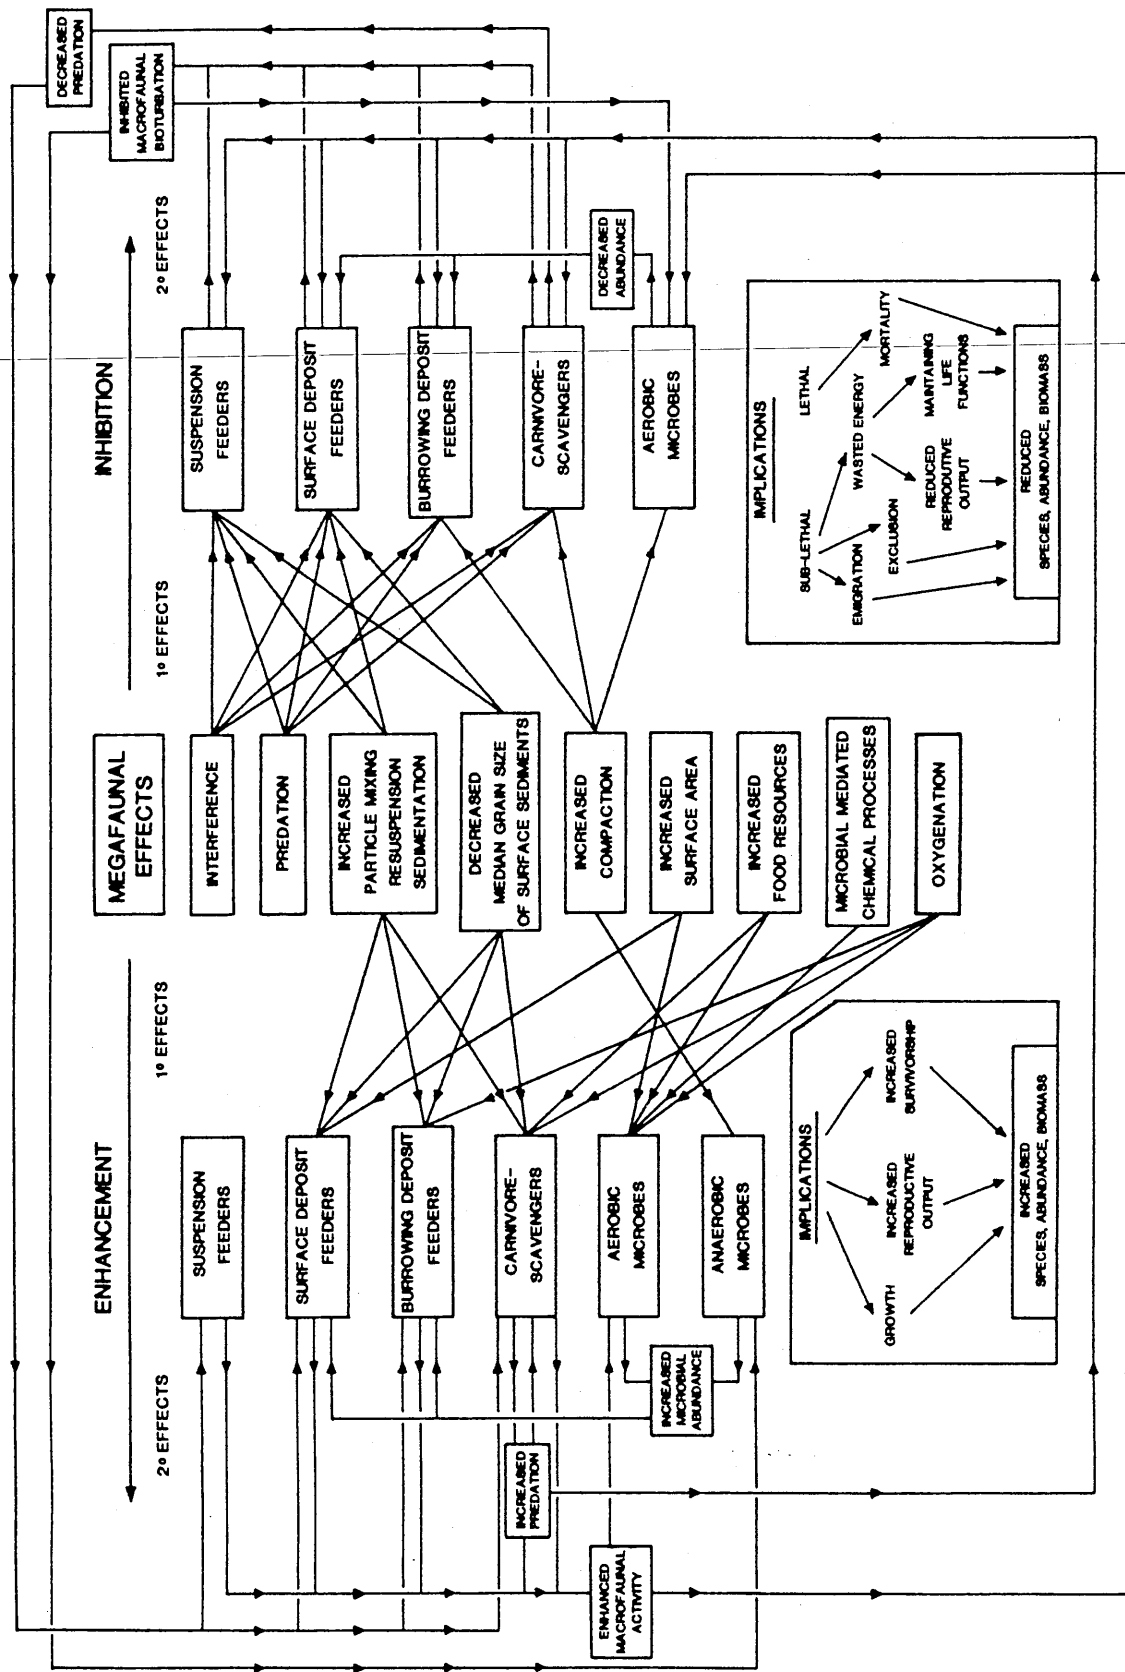 ENHANCEMENT
INHIBITION
2º EFFECTS
1º EFFECTS
1º EFFECTS
2º EFFECTS
DECREASED
PREDATION
INHIBITED
MACROFAUNAL
BIOTURBATION
MEGAFAUNAL
EFFECTS
SUSPENSION
FEEDERS
SURFACE DEPOSIT
FEEDERS
BURROWING DEPOSIT
FEEDERS
CARNIVORE-
SCAVENGERS
AEROBIC
MICROBES
ANAEROBIC
MICROBES
INCREASED
PREDATION
INCREASED
MICROBIAL
ABUNDANCE
ENHANCED
MACROFAUNAL
ACTIVITY
INTERFERENCE
PREDATION
INCREASED
PARTICLE MIXING
RESUSPENSION
SEDIMENTATION
DECREASED
MEDIAN GRAIN SIZE
OF SURFACE SEDIMENTS
INCREASED
COMPACTION
INCREASED
SURFACE AREA
INCREASED
FOOD RESOURCES
MICROBIAL MEDIATED
CHEMICAL PROCESSES
OXYGENATION
SUSPENSION
FEEDERS
SURFACE DEPOSIT
FEEDERS
BURROWING DEPOSIT
FEEDERS
CARNIVORE-
SCAVENGERS
AEROBIC
MICROBES
DECREASED
ABUNDANCE
IMPLICATIONS
GROWTH
INCREASED
REPRODUCTIVE
OUTPUT
INCREASED
SURVIVORSHIP
INCREASED
SPECIES, ABUNDANCE, BIOMASS
IMPLICATIONS
SUB-LETHAL
LETHAL
EMIGRATION
WASTED ENERGY
MORTALITY
EXCLUSION
REDUCED
REPRODUTIVE
OUTPUT
MAINTAINING
LIFE
FUNCTIONS
REDUCED
SPECIES, ABUNDANCE, BIOMASS